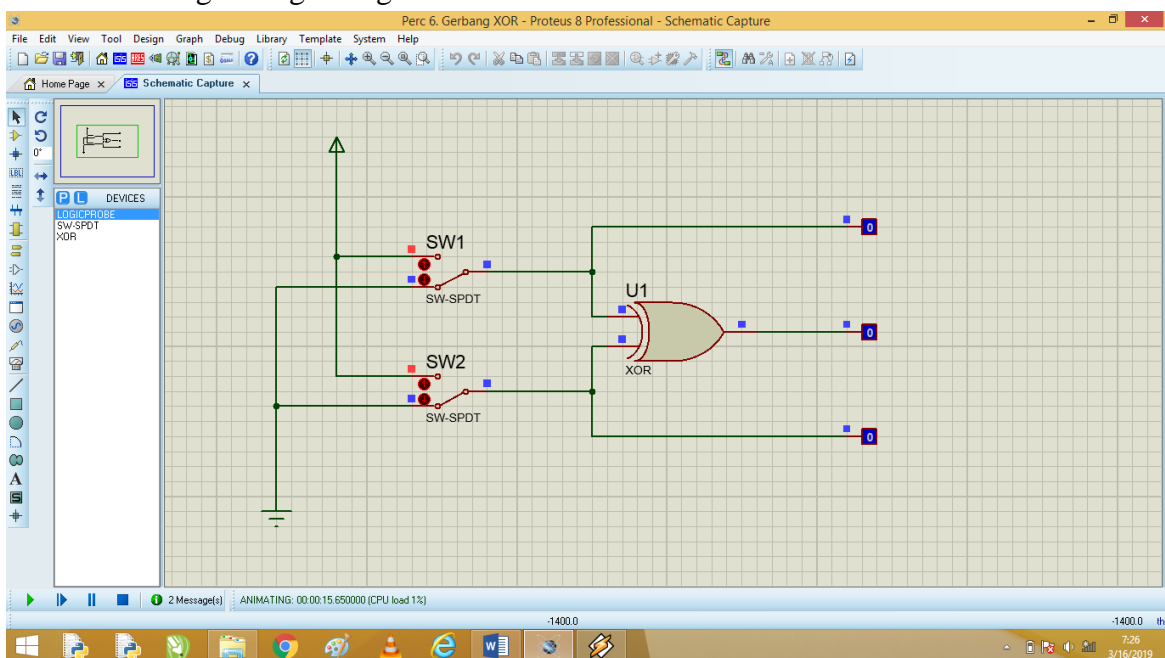 Perc 6. Gerbang XOR - Proteus 8 Professional - Schematic Capture
File Edit View Tool Design Graph Debug Library Template System Help
Home Page x
Schematic Capture x
0°
LBL
P L DEVICES
LOGICPROBE
SW-SPDT
XOR
A
S
SW1
SW-SPDT
SW2
SW-SPDT
U1
XOR
0
0
0
2 Message(s)
ANIMATING: 00:00:15.650000 (CPU load 1%)
-1400.0
-1400.0 th
7:26
3/16/2019